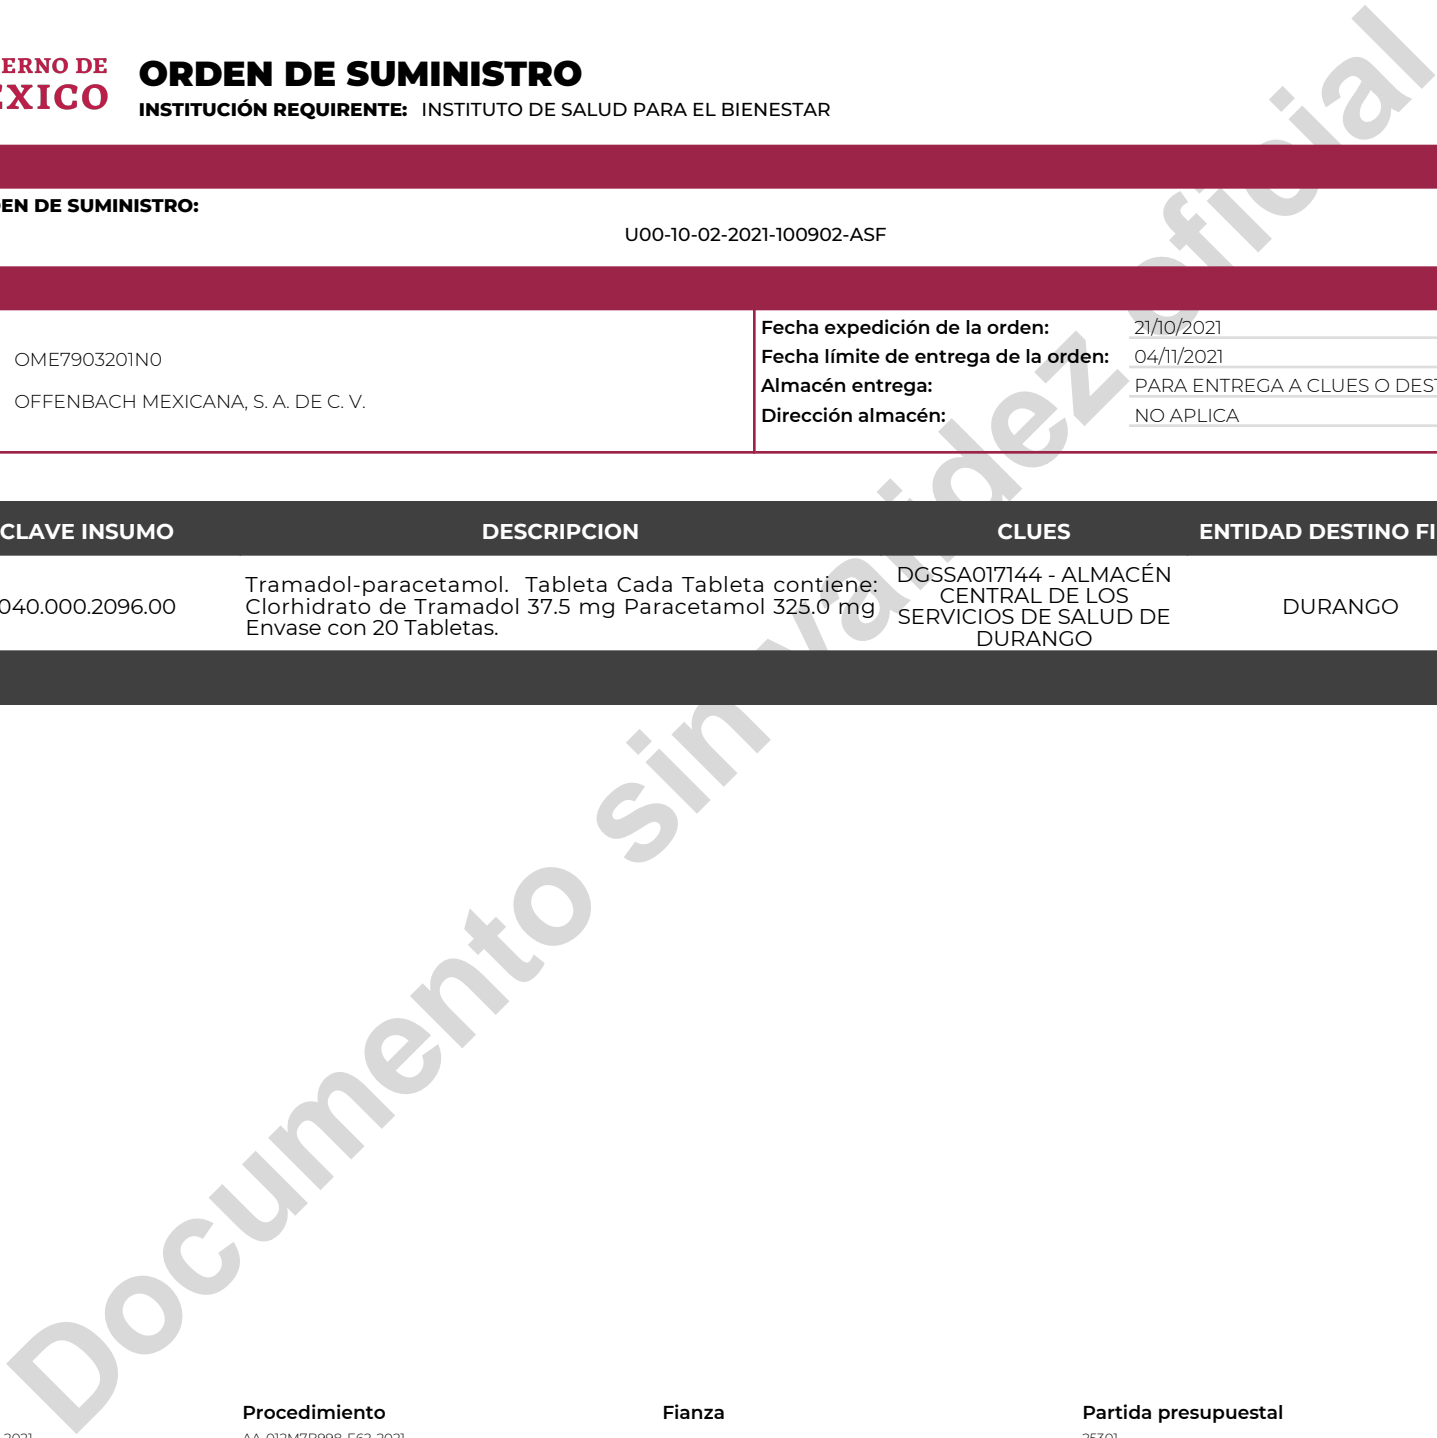 ERNO DE
XICO
ORDEN DE SUMINISTRO
INSTITUCIÓN REQUIRENTE: INSTITUTO DE SALUD PARA EL BIENESTAR
EN DE SUMINISTRO:
U00-10-02-2021-100902-ASF
OME7903201N0
OFFENBACH MEXICANA, S. A. DE C. V.
Fecha expedición de la orden: 21/10/2021
Fecha límite de entrega de la orden: 04/11/2021
Almacén entrega: PARA ENTREGA A CLUES O DEST
Dirección almacén: NO APLICA
CLAVE INSUMO DESCRIPCION CLUES ENTIDAD DESTINO FI
040.000.2096.00
Tramadol-paracetamol. Tableta Cada Tableta contiene:
Clorhidrato de Tramadol 37.5 mg Paracetamol 325.0 mg
Envase con 20 Tabletas.
DGSSA017144 - ALMACÉN
CENTRAL DE LOS
SERVICIOS DE SALUD DE
DURANGO
DURANGO
Documento sin validez oficial
Procedimiento Fianza Partida presupuestal